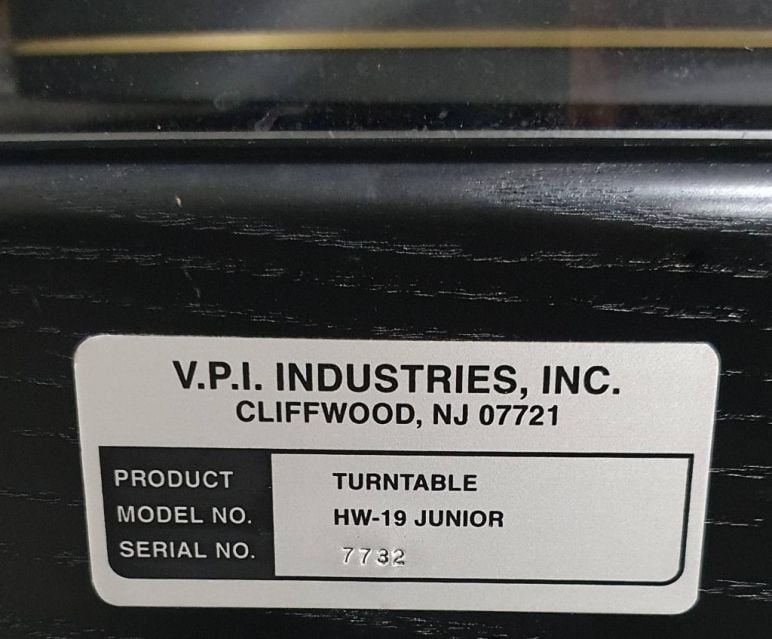 V.P.I. INDUSTRIES, INC.
CLIFFWOOD, NJ 07721
PRODUCT TURNTABLE
MODEL NO. HW-19 JUNIOR
SERIAL NO. 7732